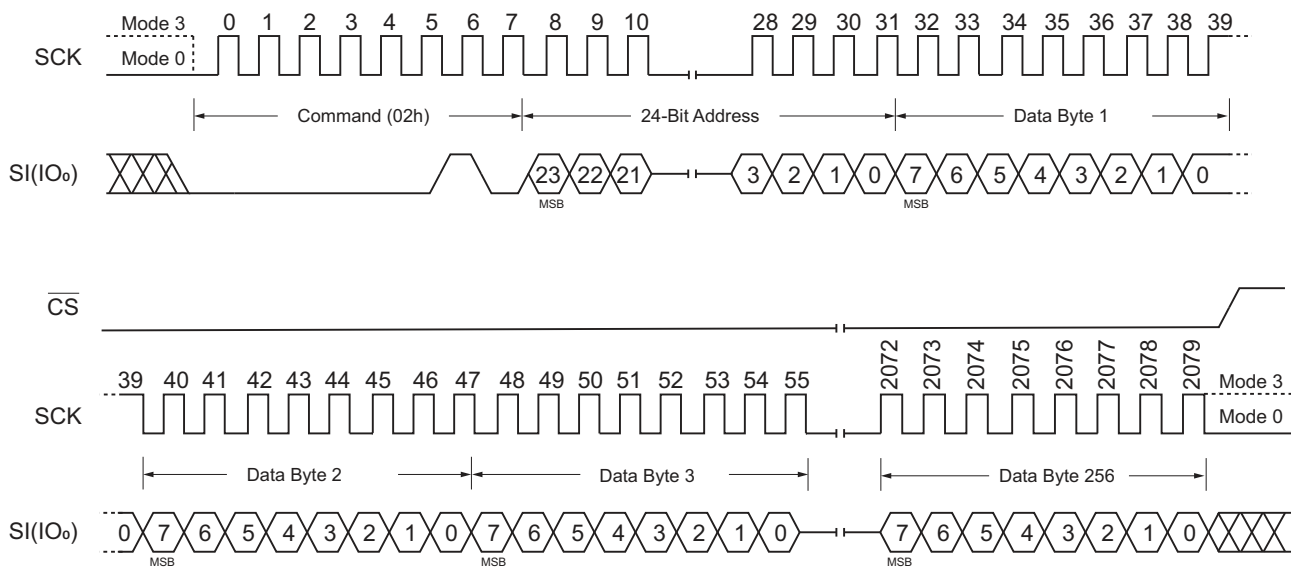 Mode 3 0 1 2 3 4 5 6 7 8 9 10 28 29 30 31 32 33 34 35 36 37 38 39
SCK Mode 0
Command (02h) 24-Bit Address Data Byte 1
SI(IO₀) 23 22 21 3 2 1 0 7 6 5 4 3 2 1 0
MSB MSB
CS
39 40 41 42 43 44 45 46 47 48 49 50 51 52 53 54 55 2072 2073 2074 2075 2076 2077 2078 2079 Mode 3
SCK Mode 0
Data Byte 2 Data Byte 3 Data Byte 256
SI(IO₀) 0 7 6 5 4 3 2 1 0 7 6 5 4 3 2 1 0 7 6 5 4 3 2 1 0
MSB MSB MSB